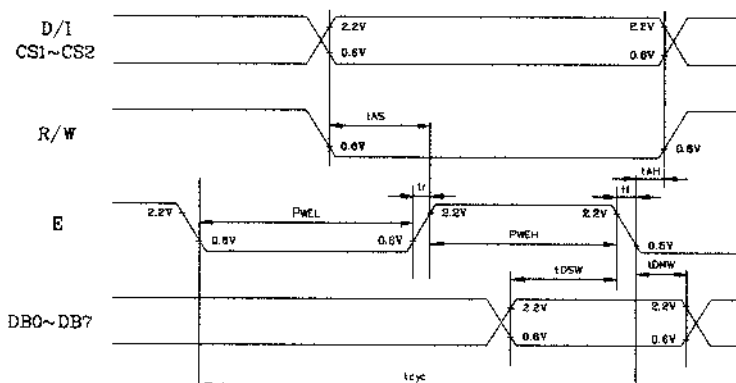 D/I
CS1~CS2
2.2V
2.2V
0.6V
0.6V
R/W
tAS
0.6V
0.6V
tAH
E
2.2V
PWEL
tr
2.2V
2.2V
tf
0.6V
0.6V
PWEH
0.6V
tDSW
tDHW
DB0~DB7
2.2V
2.2V
0.6V
0.6V
tcyc